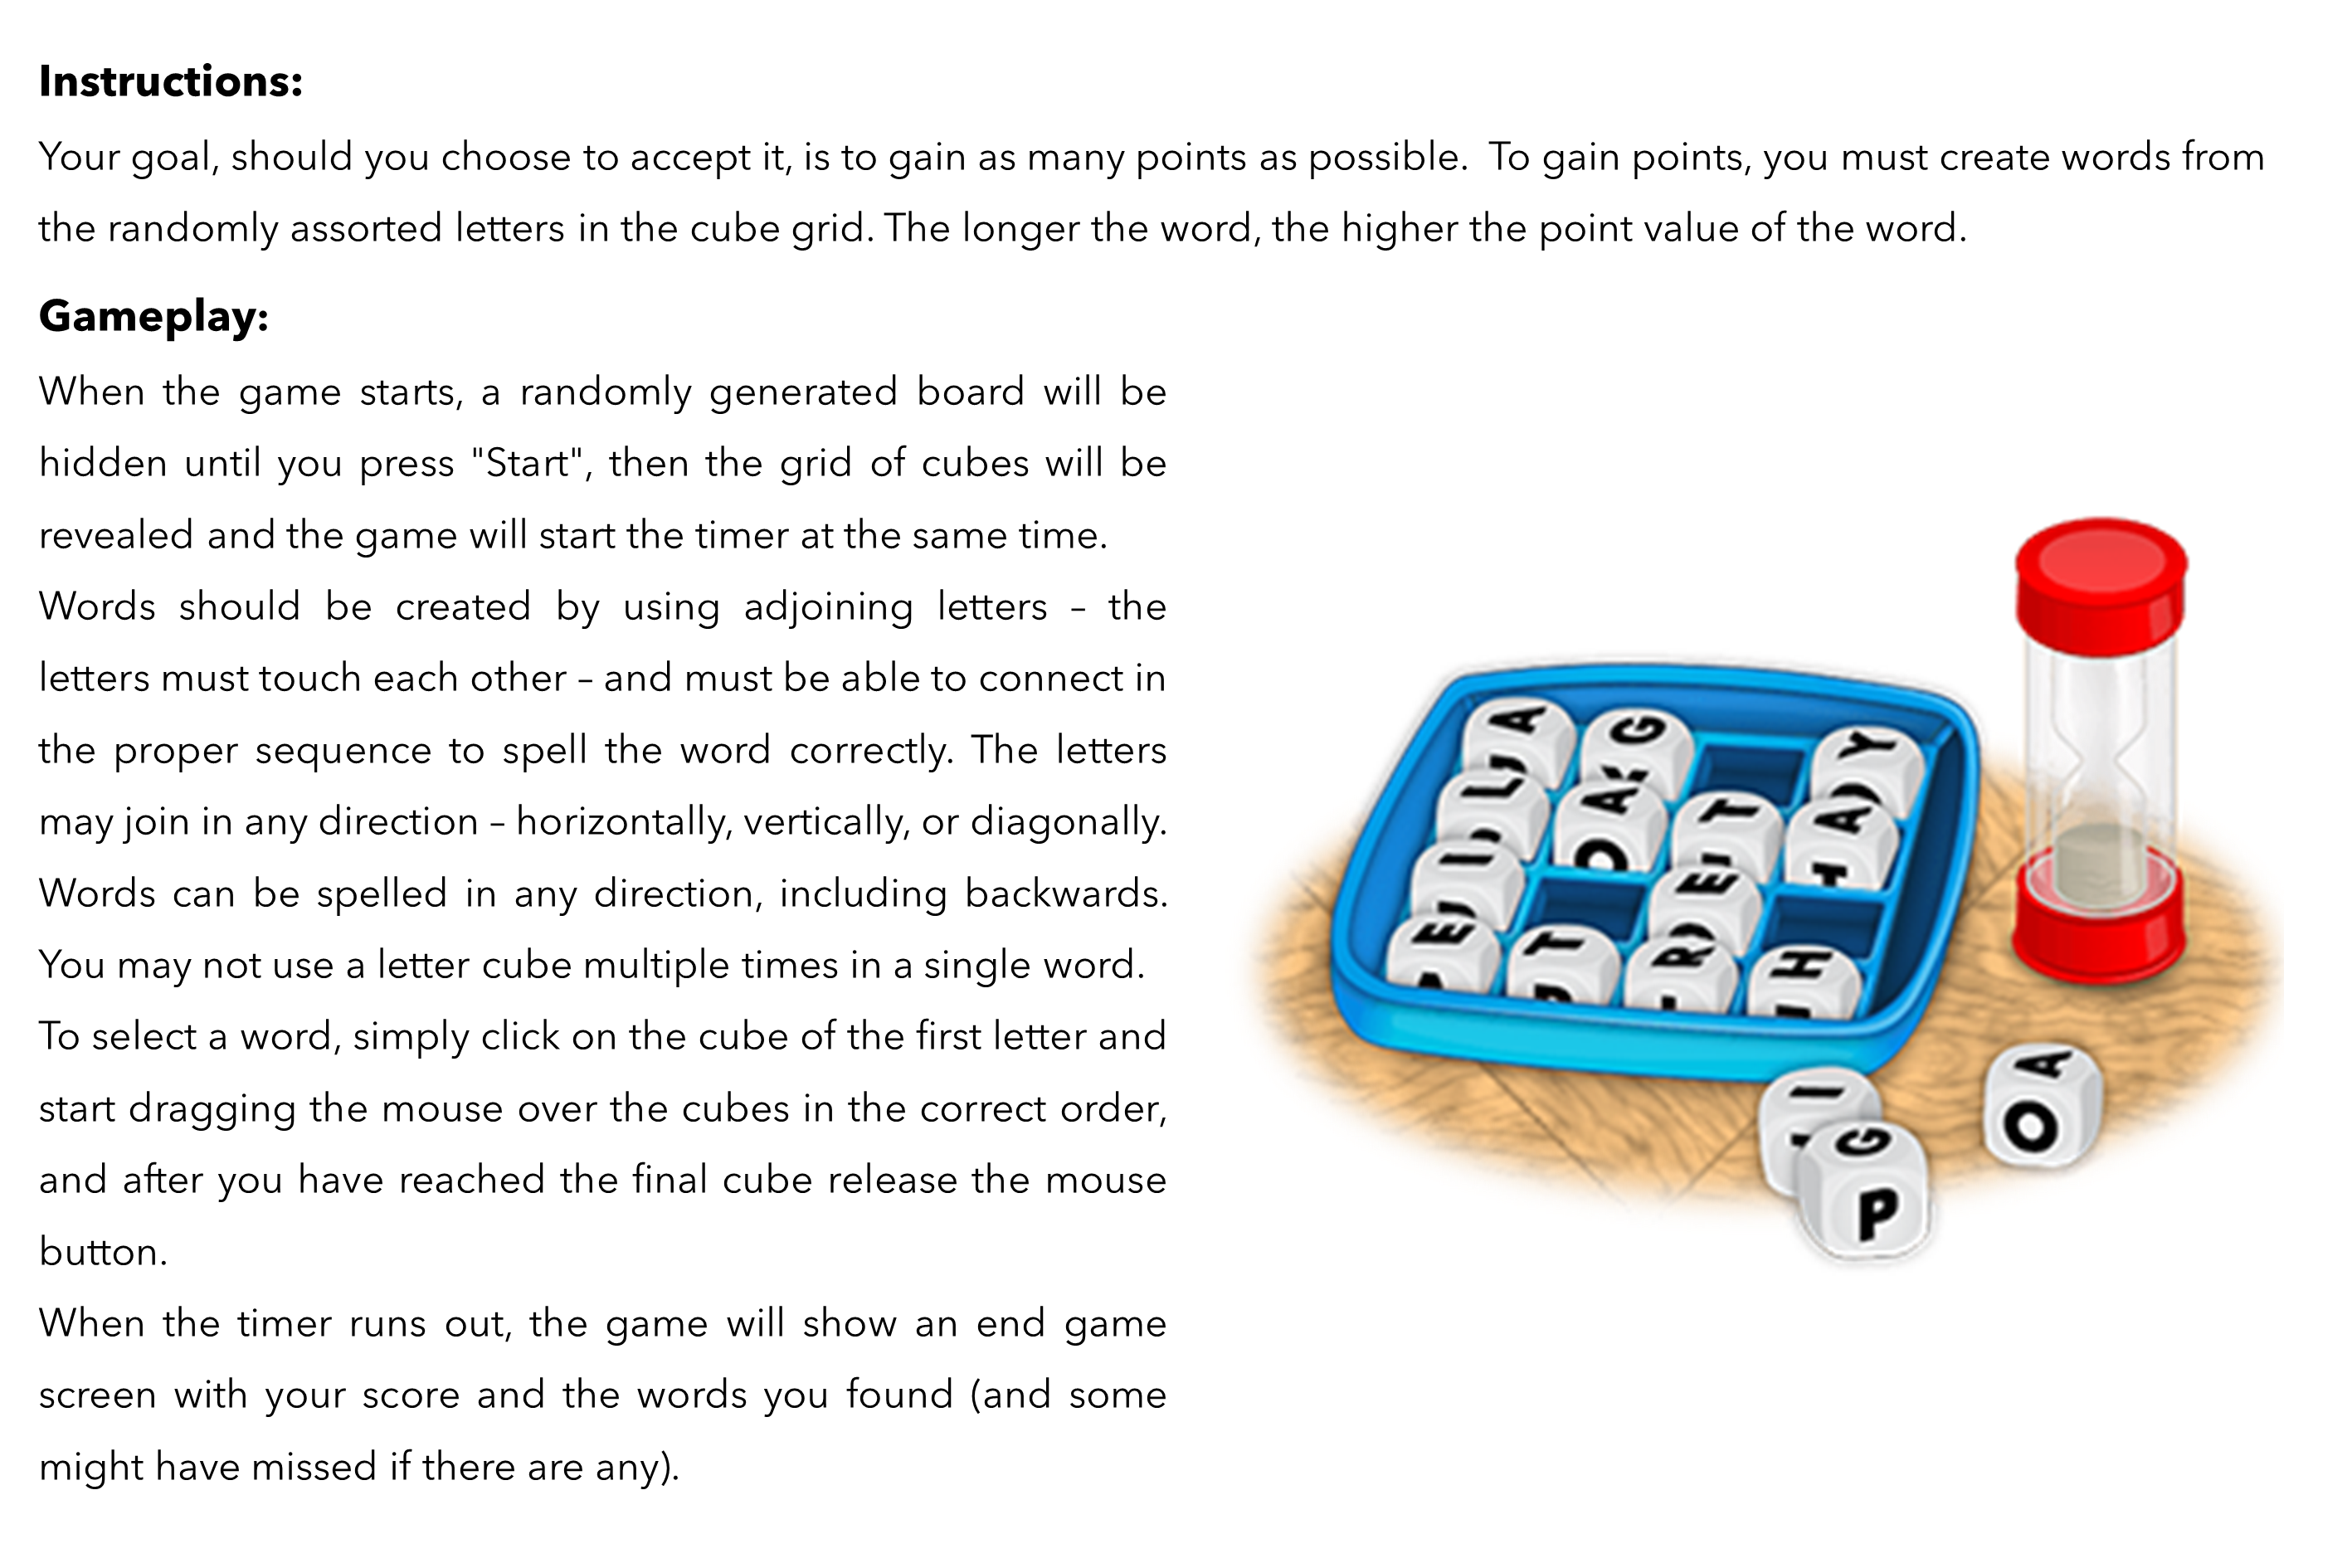 Instructions:
Your goal, should you choose to accept it, is to gain as many points as possible.  To gain points, you must create words from
the randomly assorted letters in the cube grid. The longer the word, the higher the point value of the word.
Gameplay:
When the game starts, a randomly generated board will be
hidden until you press "Start", then the grid of cubes will be
revealed and the game will start the timer at the same time.
Words should be created by using adjoining letters – the
letters must touch each other – and must be able to connect in
the proper sequence to spell the word correctly. The letters
may join in any direction – horizontally, vertically, or diagonally.
Words can be spelled in any direction, including backwards.
You may not use a letter cube multiple times in a single word.
To select a word, simply click on the cube of the first letter and
start dragging the mouse over the cubes in the correct order,
and after you have reached the final cube release the mouse
button.
When the timer runs out, the game will show an end game
screen with your score and the words you found (and some
might have missed if there are any).
A G Y
L A T A
I E
E T R H
I
G
P
A
O